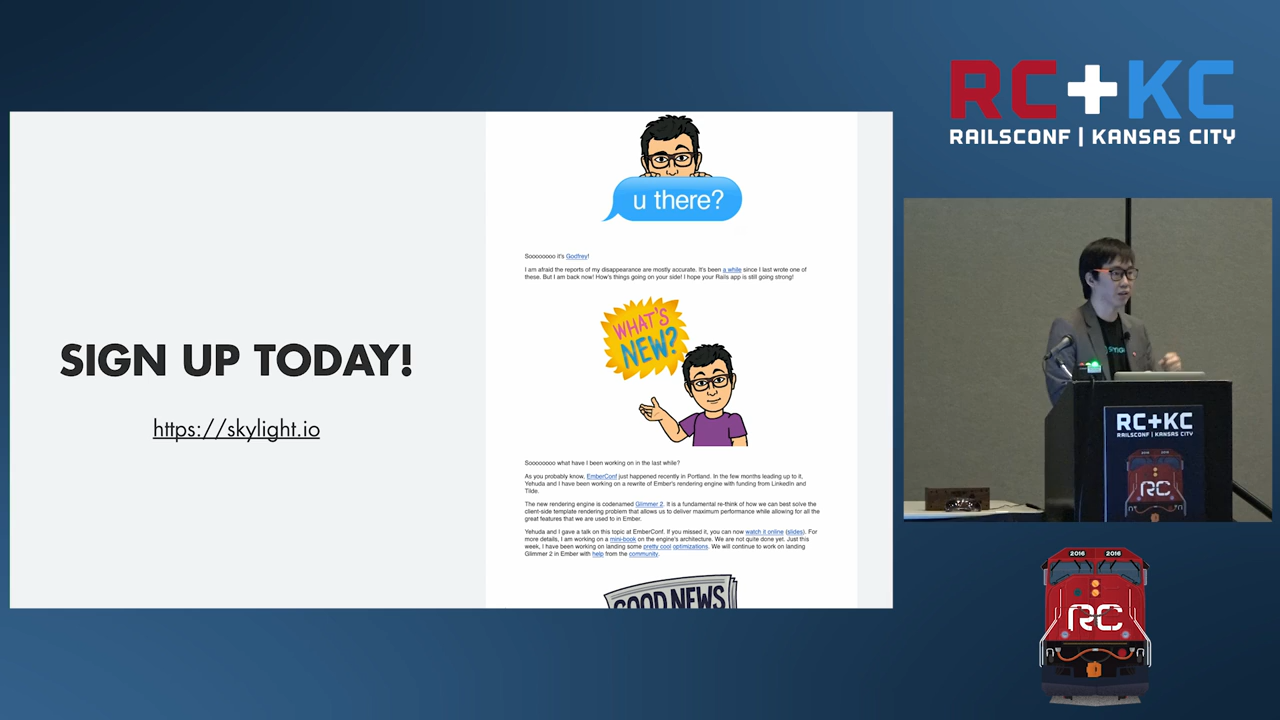 RC+KC
RAILSCONF | KANSAS CITY
u there?
Soooooooo it's Godfrey!
I am afraid the reports of my disappearance are mostly accurate. It's been a while since I last wrote one of
these. But I am back now! How's things going on your side! I hope your Rails app is still going strong!
WHAT'S
NEW?
SIGN UP TODAY!
https://skylight.io
Sooooooo what have I been working on in the last while?
As you probably know, EmberConf just happened recently in Portland. In the few months leading up to it,
Yehuda and I have been working on a rewrite of Ember's rendering engine with funding from LinkedIn and
Tilde.
The new rendering engine is codenamed Glimmer 2. It is a fundamental re-think of how we can best solve the
client-side template rendering problem that allows us to deliver maximum performance while allowing for all the
great features that we are used to in Ember.
Yehuda and I gave a talk on this topic at EmberConf. If you missed it, you can now watch it online (slides). For
more details, I am working on a mini-book on the engine's architecture. We are not quite done yet. Just this
week, I have been working on landing some pretty cool optimizations. We will continue to work on landing
Glimmer 2 in Ember with help from the community.
GOOD NEWS
RC+KC
RAILSCONF | KANSAS CITY
RC
2016 2016
RC